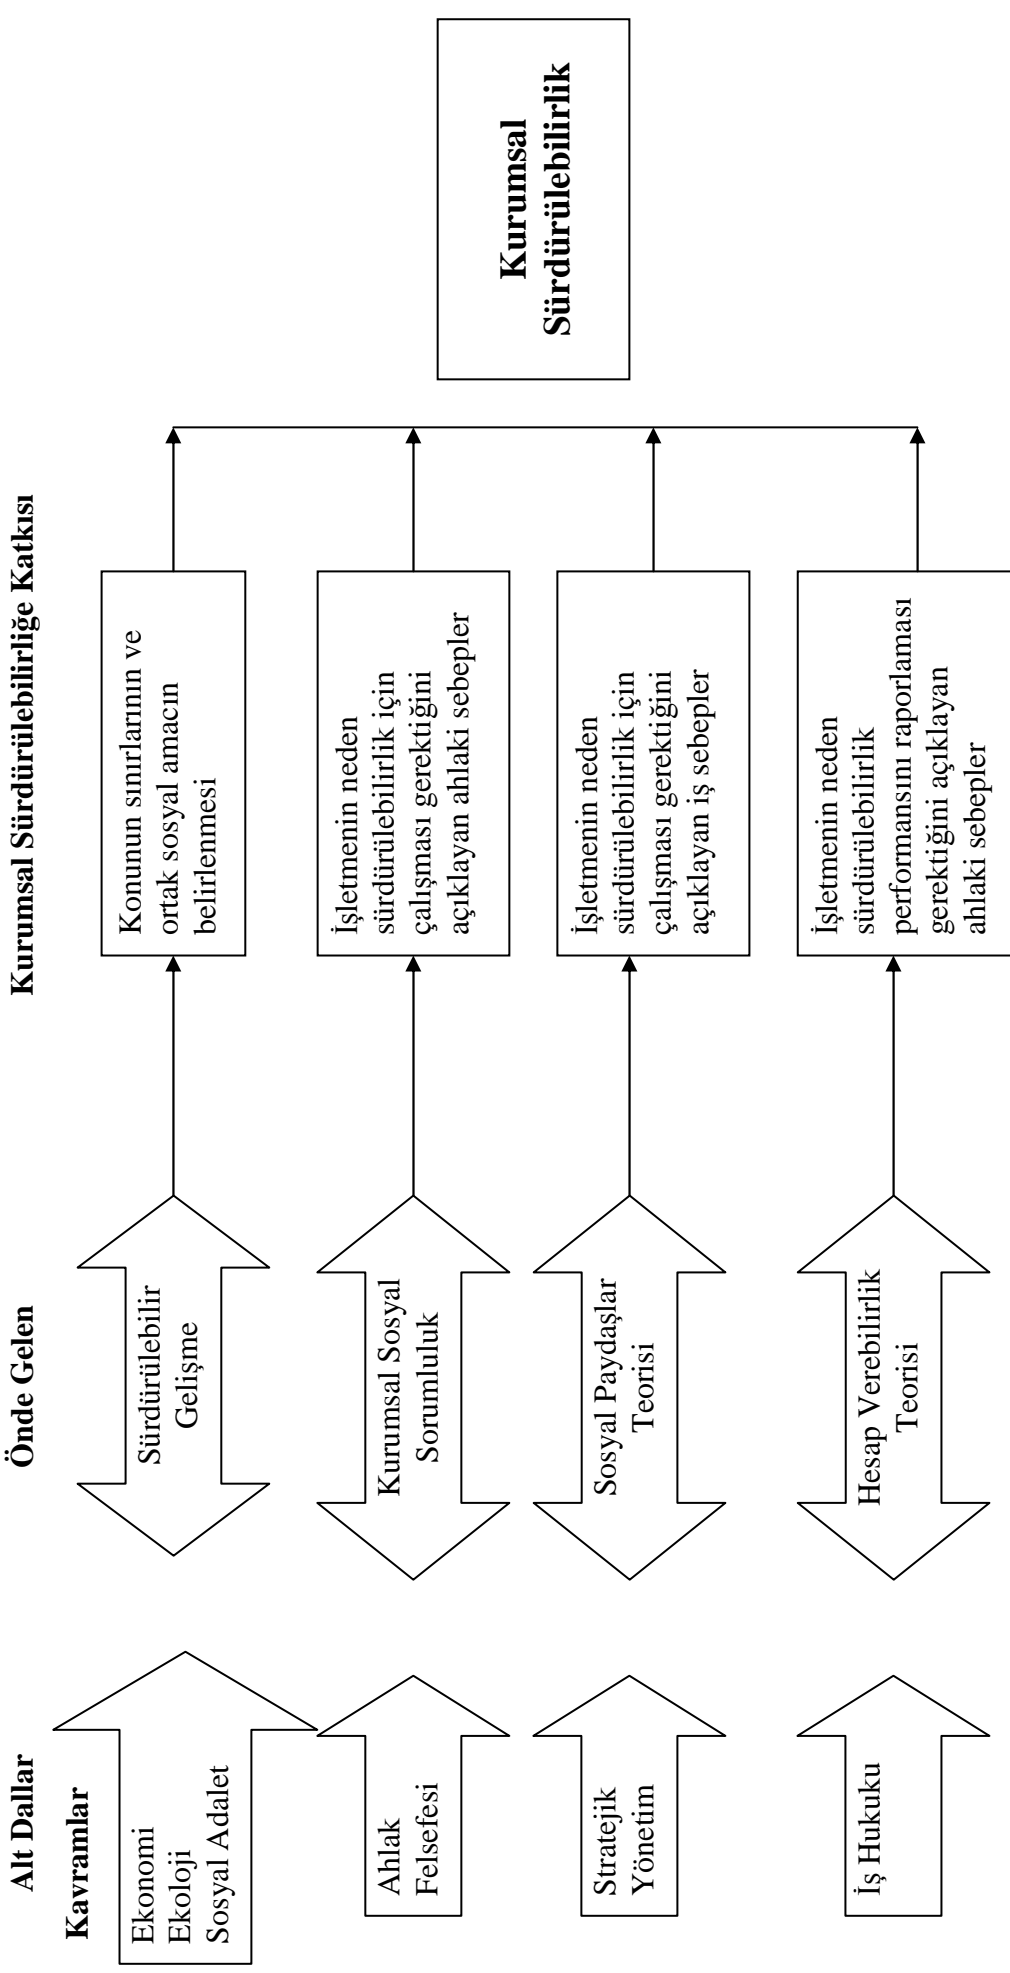 Alt Dallar
Önde Gelen
Kurumsal Sürdürülebilirliğe Katkısı
Kavramlar
Ekonomi
Ekoloji
Sosyal Adalet
Sürdürülebilir
Gelişme
Konunun sınırlarının ve
ortak sosyal amacın
belirlenmesi
Ahlak
Felsefesi
Kurumsal Sosyal
Sorumluluk
İşletmenin neden
sürdürülebilirlik için
çalışması gerektiğini
açıklayan ahlaki sebepler
Stratejik
Yönetim
Sosyal Paydaşlar
Teorisi
İşletmenin neden
sürdürülebilirlik için
çalışması gerektiğini
açıklayan iş sebepler
İş Hukuku
Hesap Verebilirlik
Teorisi
İşletmenin neden
sürdürülebilirlik
performansını raporlaması
gerektiğini açıklayan
ahlaki sebepler
Kurumsal
Sürdürülebilirlik